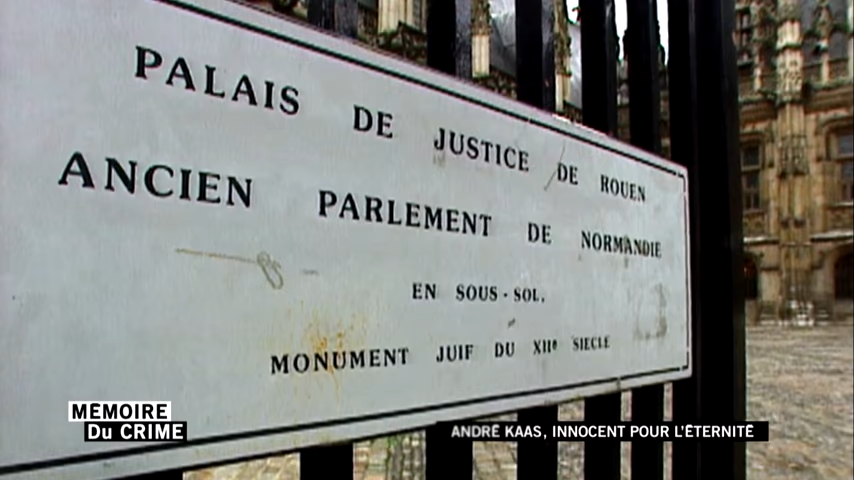 PALAIS DE JUSTICE DE ROUEN
ANCIEN PARLEMENT DE NORMANDIE
EN SOUS-SOL.
MONUMENT JUIF DU XIIe SIECLE
MEMOIRE
DU CRIME
ANDRÉ KAAS, INNOCENT POUR L'ÉTERNITÉ